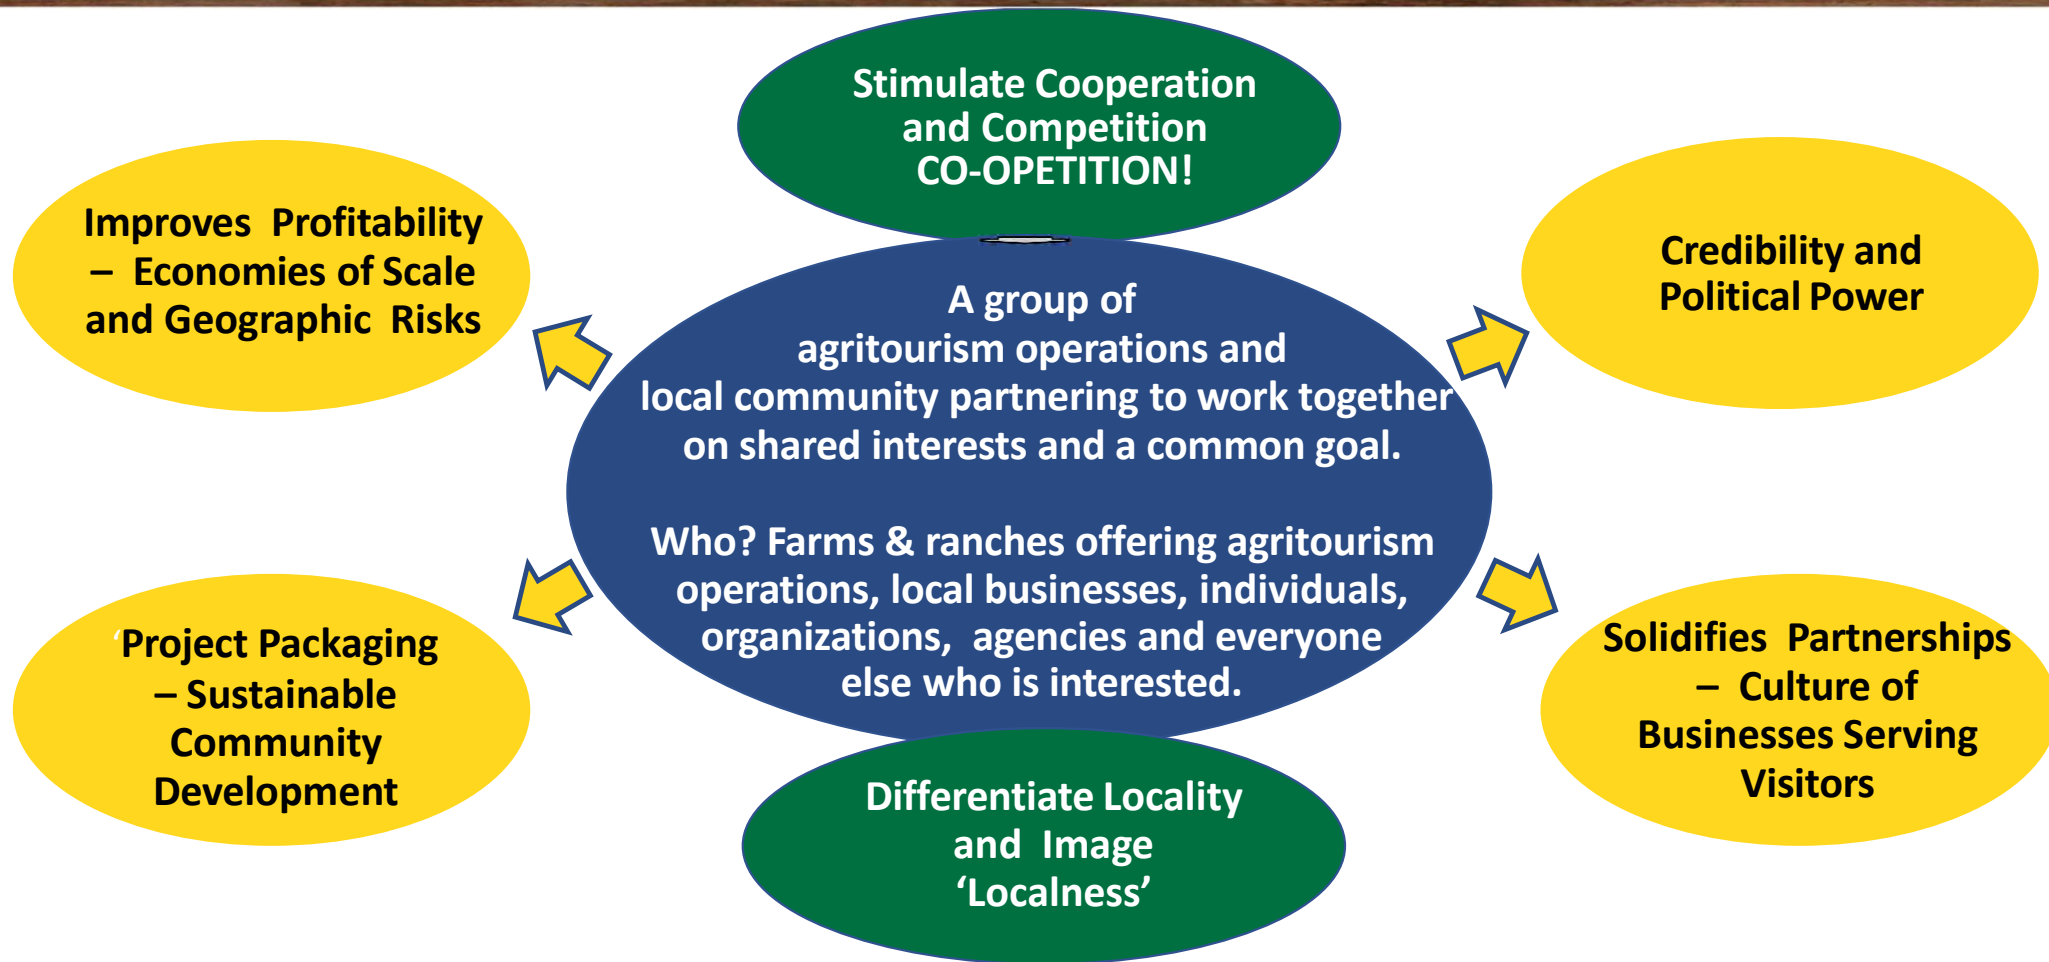 Stimulate Cooperation
and Competition
CO-OPETITION!
Improves Profitability
– Economies of Scale
and Geographic Risks
Credibility and
Political Power
A group of
agritourism operations and
local community partnering to work together
on shared interests and a common goal.
Who? Farms & ranches offering agritourism
operations, local businesses, individuals,
organizations, agencies and everyone
else who is interested.
‘Project Packaging
– Sustainable
Community
Development
Solidifies Partnerships
– Culture of
Businesses Serving
Visitors
Differentiate Locality
and Image
‘Localness’